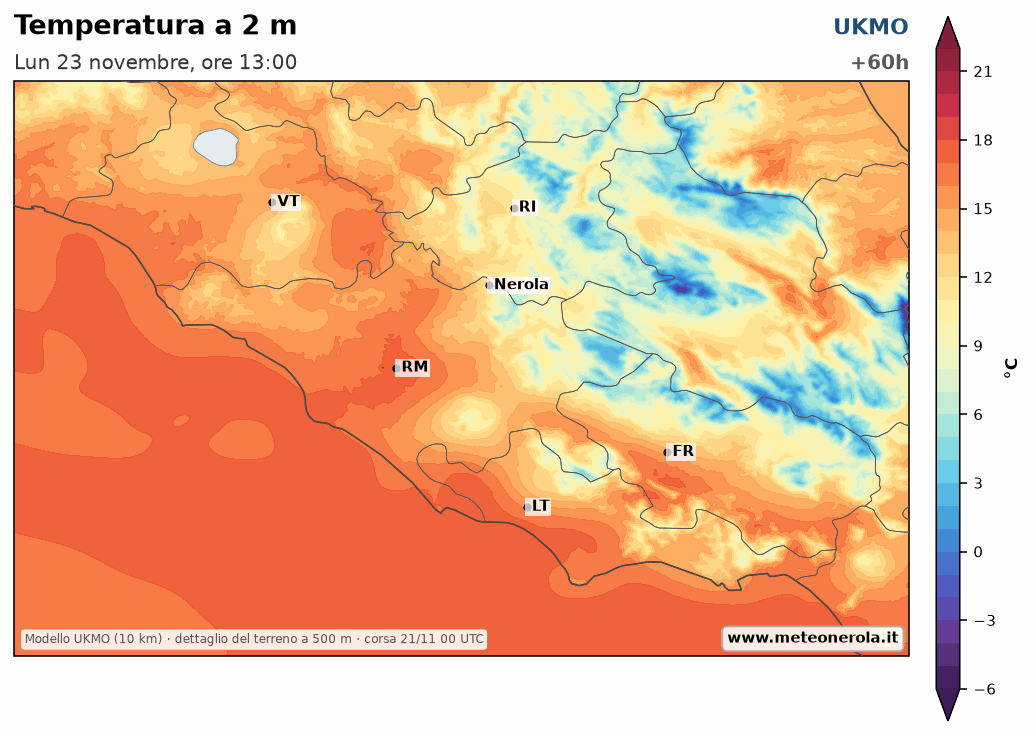 Temperatura a 2 m
UKMO
Lun 23 novembre, ore 13:00
+60h
VT
RI
Nerola
RM
FR
LT
Modello UKMO (10 km) · dettaglio del terreno a 500 m · corsa 21/11 00 UTC
www.meteonerola.it
21
18
15
12
9
6
3
0
−3
−6
°C